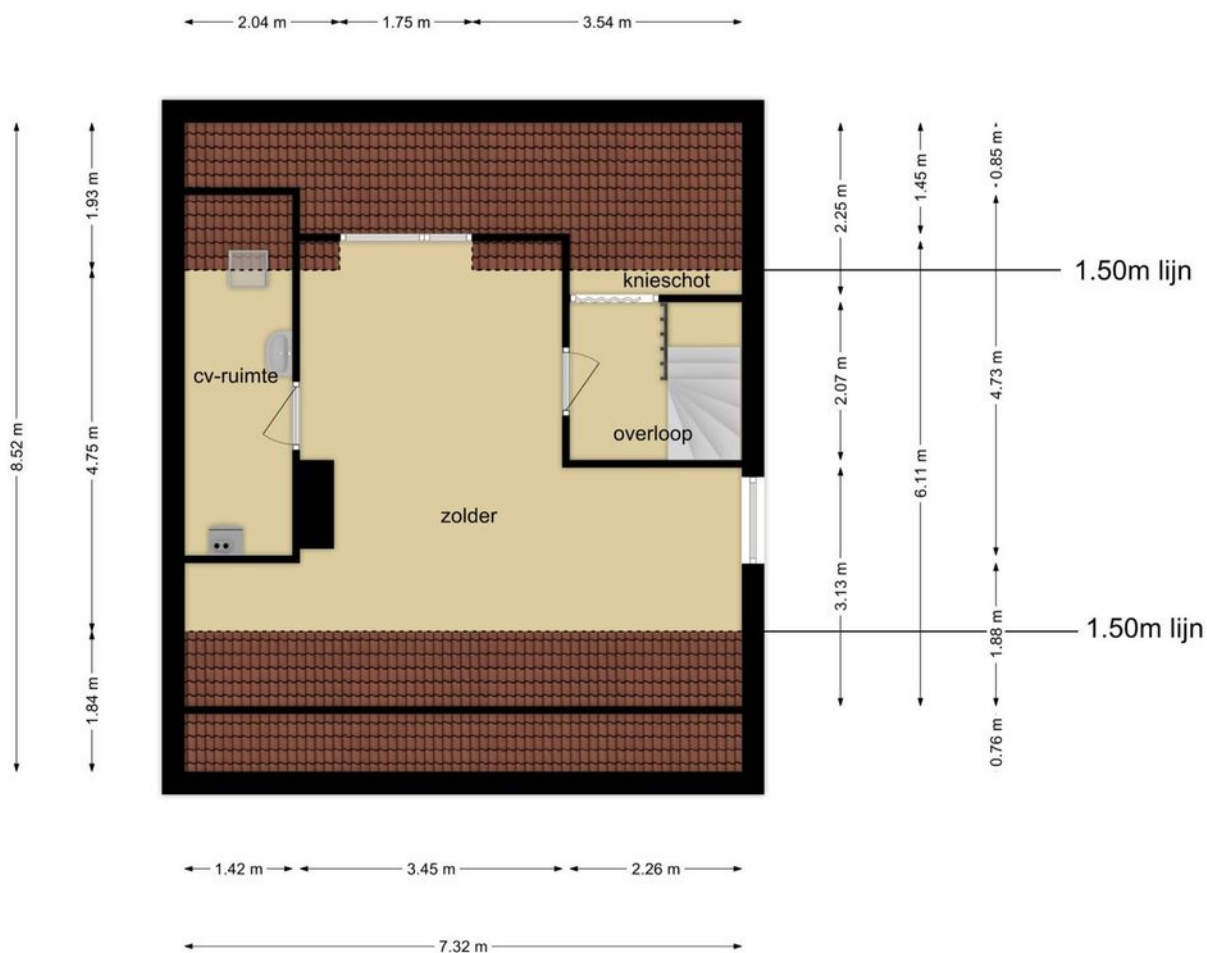 2.04 m
1.75 m
3.54 m
8.52 m
1.93 m
4.75 m
1.84 m
2.25 m
2.07 m
3.13 m
1.45 m
6.11 m
0.85 m
4.73 m
1.88 m
0.76 m
1.50m lijn
knieschot
cv-ruimte
overloop
zolder
1.50m lijn
1.42 m
3.45 m
2.26 m
7.32 m